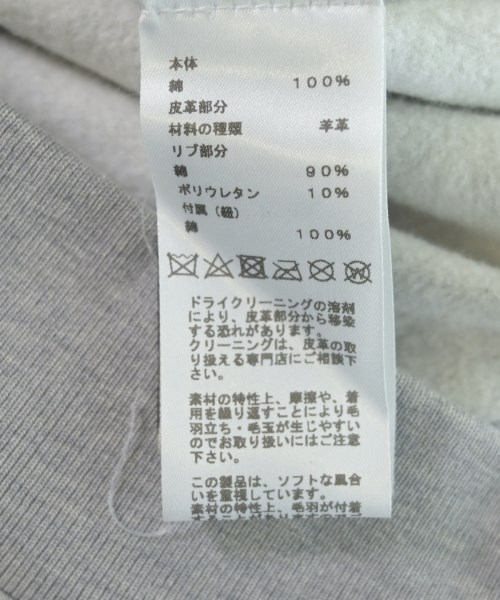 本体
綿 100%
皮革部分
材料の種類 羊革
リブ部分
綿 90%
ポリウレタン 10%
付属(紐)
綿 100%
ドライクリーニングの溶剤
により、皮革部分から移染
する恐れがあります。
クリーニングは、皮革の取
り扱える専門店にご相談下
さい。
素材の特性上、摩擦や、着
用を繰り返すことにより毛
羽立ち・毛玉が生じやすい
のでお取り扱いにはご注意
下さい。
この製品は、ソフトな風合
いを重視しています。
素材の特性上、毛羽が付着